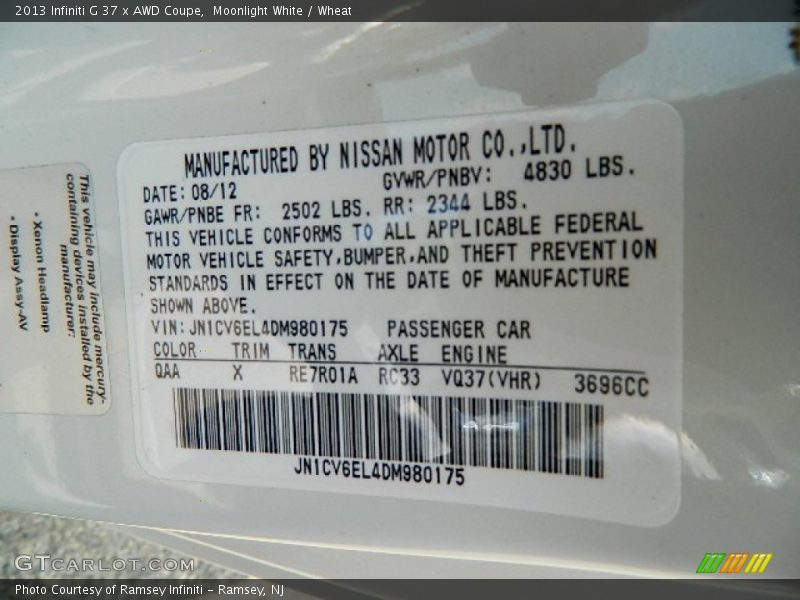 2013 Infiniti G 37 x AWD Coupe,  Moonlight White / Wheat
This vehicle may include mercury-
containing devices installed by the
manufacturer:
• Xenon Headlamp
• Display Assy-AV
MANUFACTURED BY NISSAN MOTOR CO.,LTD.
DATE: 08/12 GVWR/PNBV: 4830 LBS.
GAWR/PNBE FR: 2502 LBS. RR: 2344 LBS.
THIS VEHICLE CONFORMS TO ALL APPLICABLE FEDERAL
MOTOR VEHICLE SAFETY,BUMPER,AND THEFT PREVENTION
STANDARDS IN EFFECT ON THE DATE OF MANUFACTURE
SHOWN ABOVE.
VIN: JN1CV6EL4DM980175 PASSENGER CAR
COLOR TRIM TRANS AXLE ENGINE
QAA X RE7R01A RC33 VQ37(VHR) 3696CC
JN1CV6EL4DM980175
GTCARLOT.COM
Photo Courtesy of Ramsey Infiniti – Ramsey, NJ